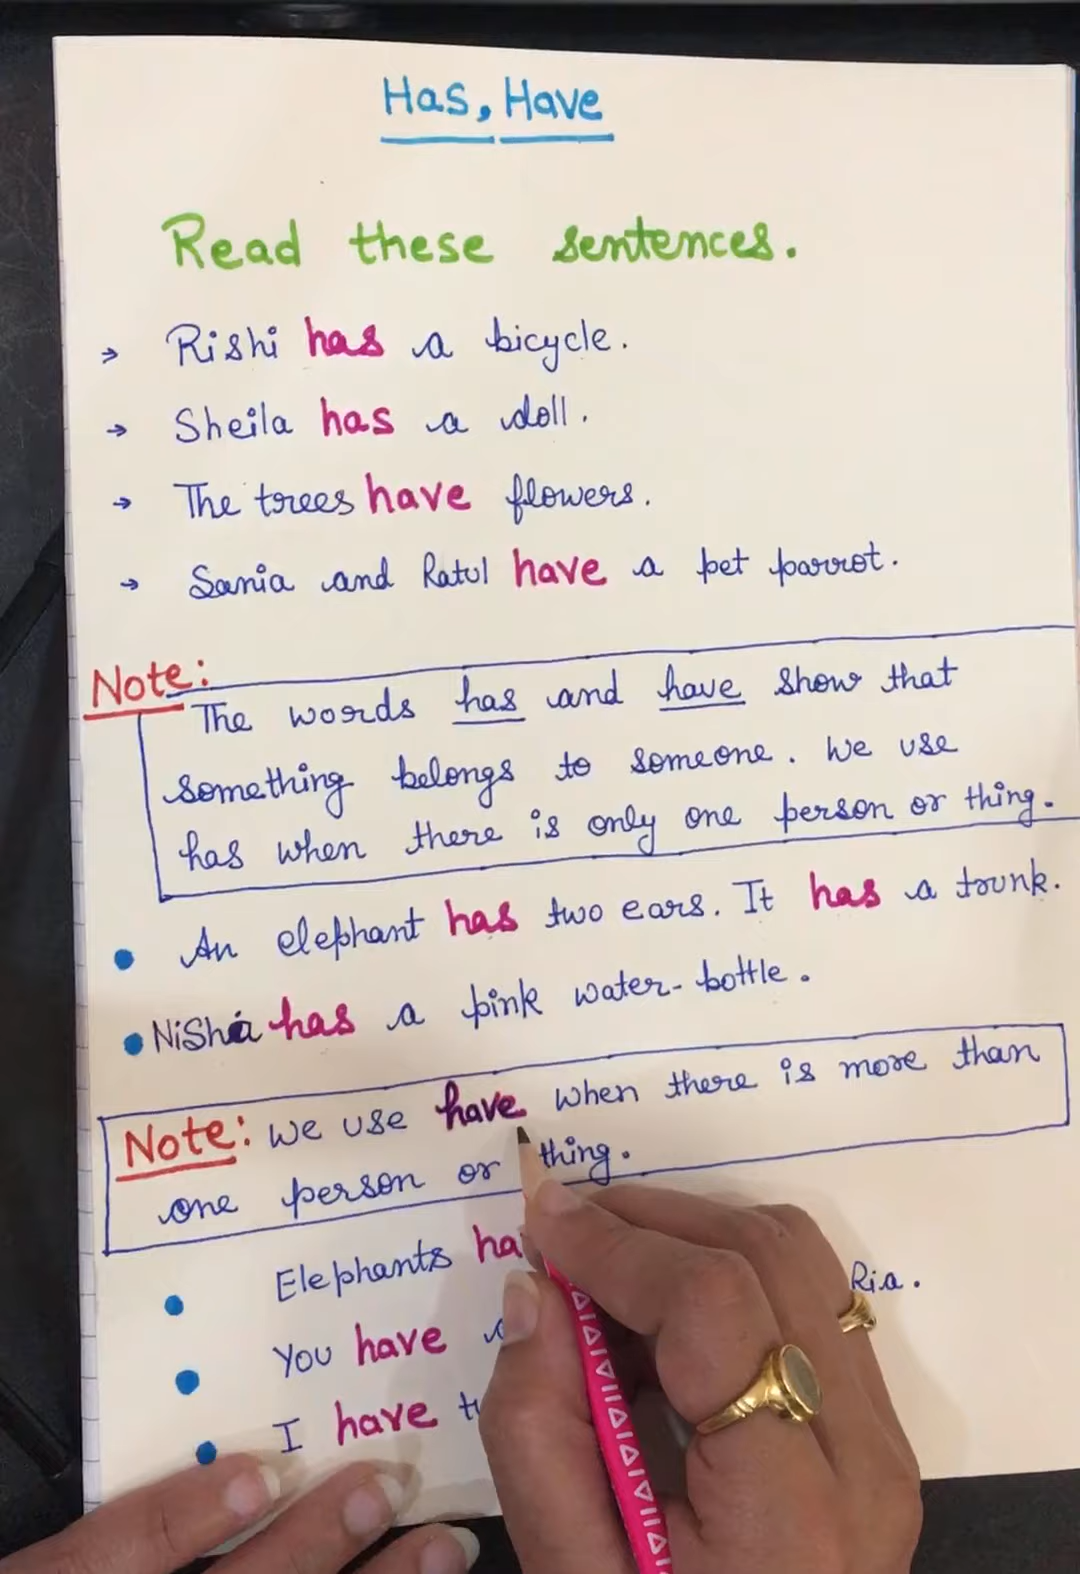 Has, Have
Read these sentences.
→ Rishi has a bicycle.
→ Sheila has a doll.
→ The trees have flowers.
→ Sania and Ratul have a pet parrot.
Note:
The words has and have show that
something belongs to someone. We use
has when there is only one person or thing.
• An elephant has two ears. It has a trunk.
• Nisha has a pink water-bottle.
Note: We use have when there is more than
one person or thing.
• Elephants Ria.
• You have
• I have